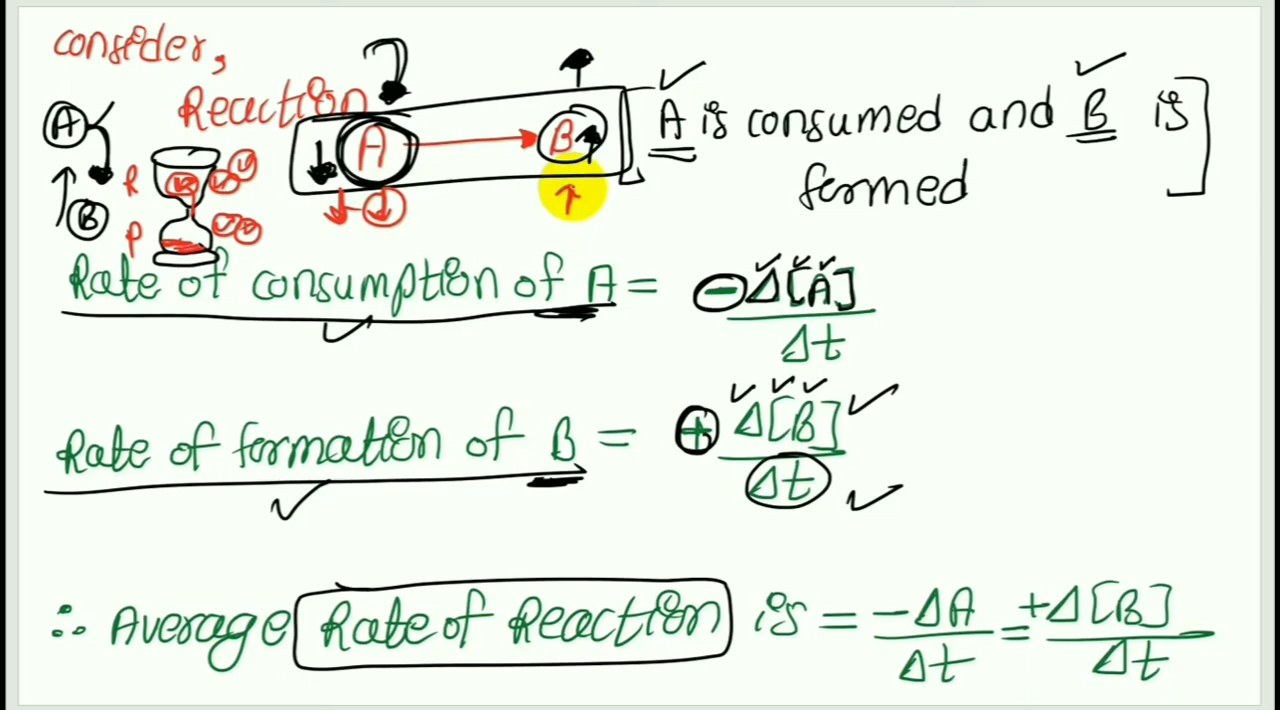 consider,
Reaction A → B A is consumed and B is
formed
A
R
B
P
Rate of consumption of A = -Δ[A]
Δt
Rate of formation of B = +Δ[B]
Δt
∴ Average Rate of Reaction is = -ΔA/Δt = +Δ[B]/Δt